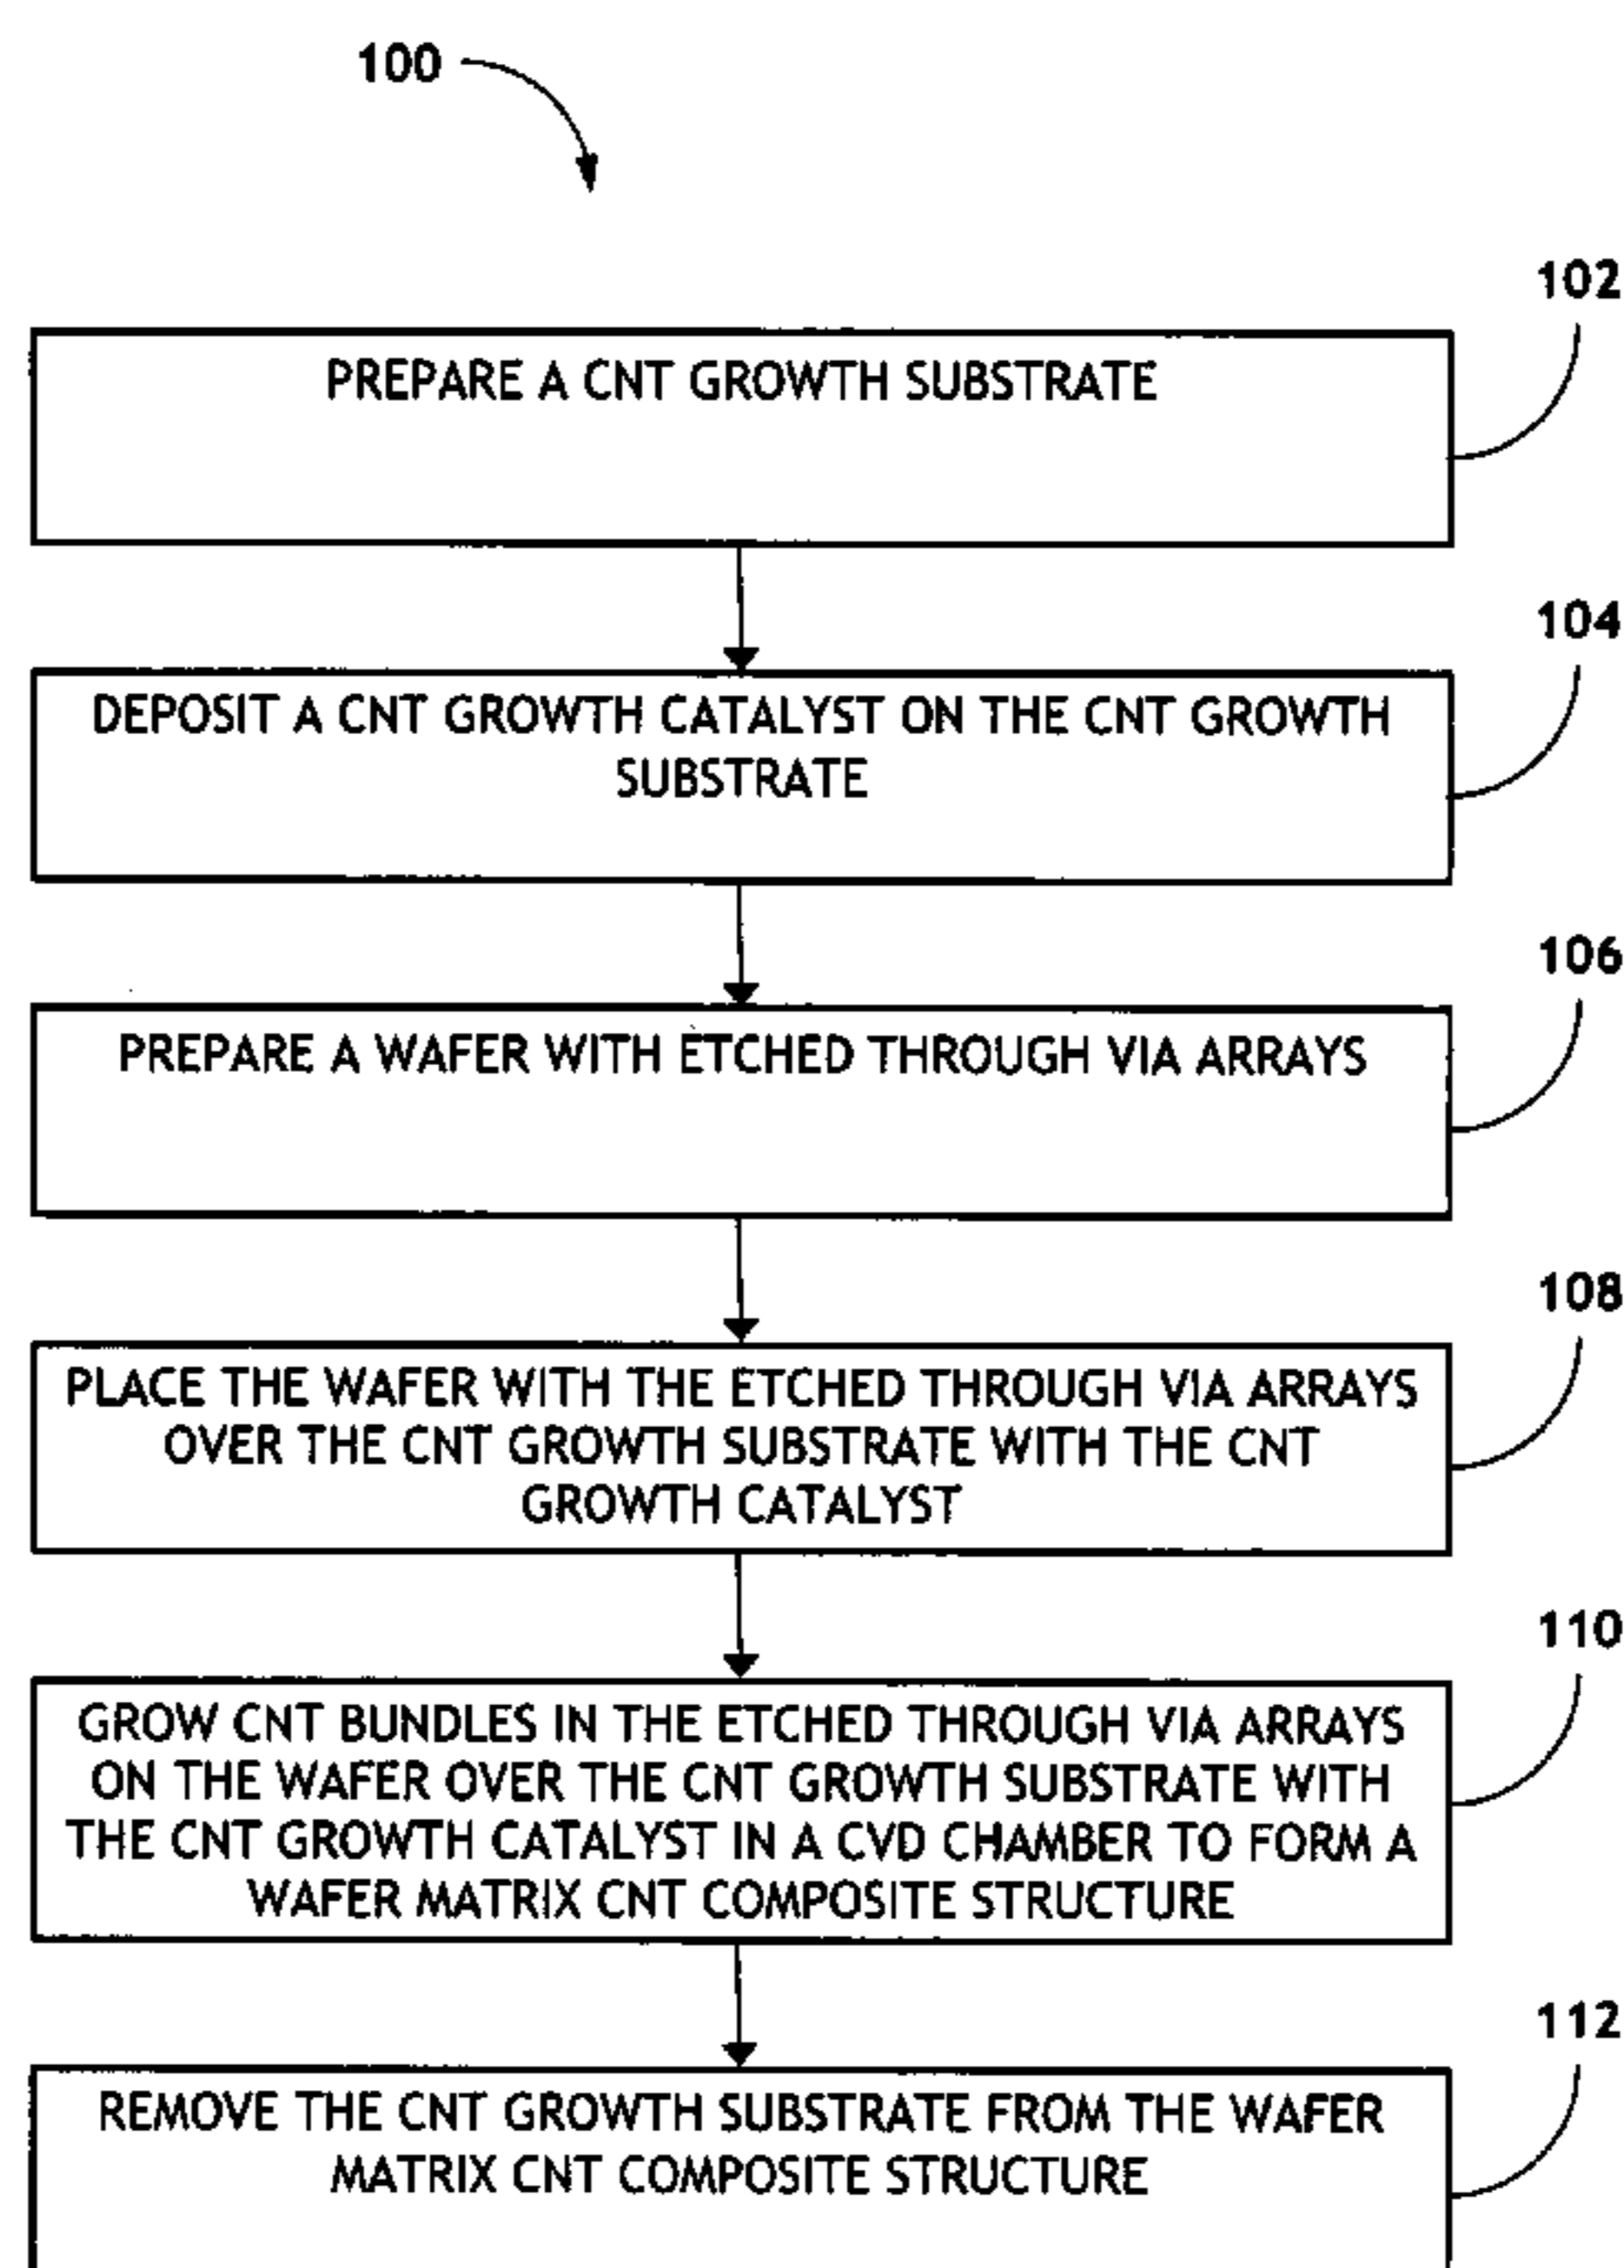 100
102
PREPARE A CNT GROWTH SUBSTRATE
104
DEPOSIT A CNT GROWTH CATALYST ON THE CNT GROWTH
SUBSTRATE
106
PREPARE A WAFER WITH ETCHED THROUGH VIA ARRAYS
108
PLACE THE WAFER WITH THE ETCHED THROUGH VIA ARRAYS
OVER THE CNT GROWTH SUBSTRATE WITH THE CNT
GROWTH CATALYST
110
GROW CNT BUNDLES IN THE ETCHED THROUGH VIA ARRAYS
ON THE WAFER OVER THE CNT GROWTH SUBSTRATE WITH
THE CNT GROWTH CATALYST IN A CVD CHAMBER TO FORM A
WAFER MATRIX CNT COMPOSITE STRUCTURE
112
REMOVE THE CNT GROWTH SUBSTRATE FROM THE WAFER
MATRIX CNT COMPOSITE STRUCTURE